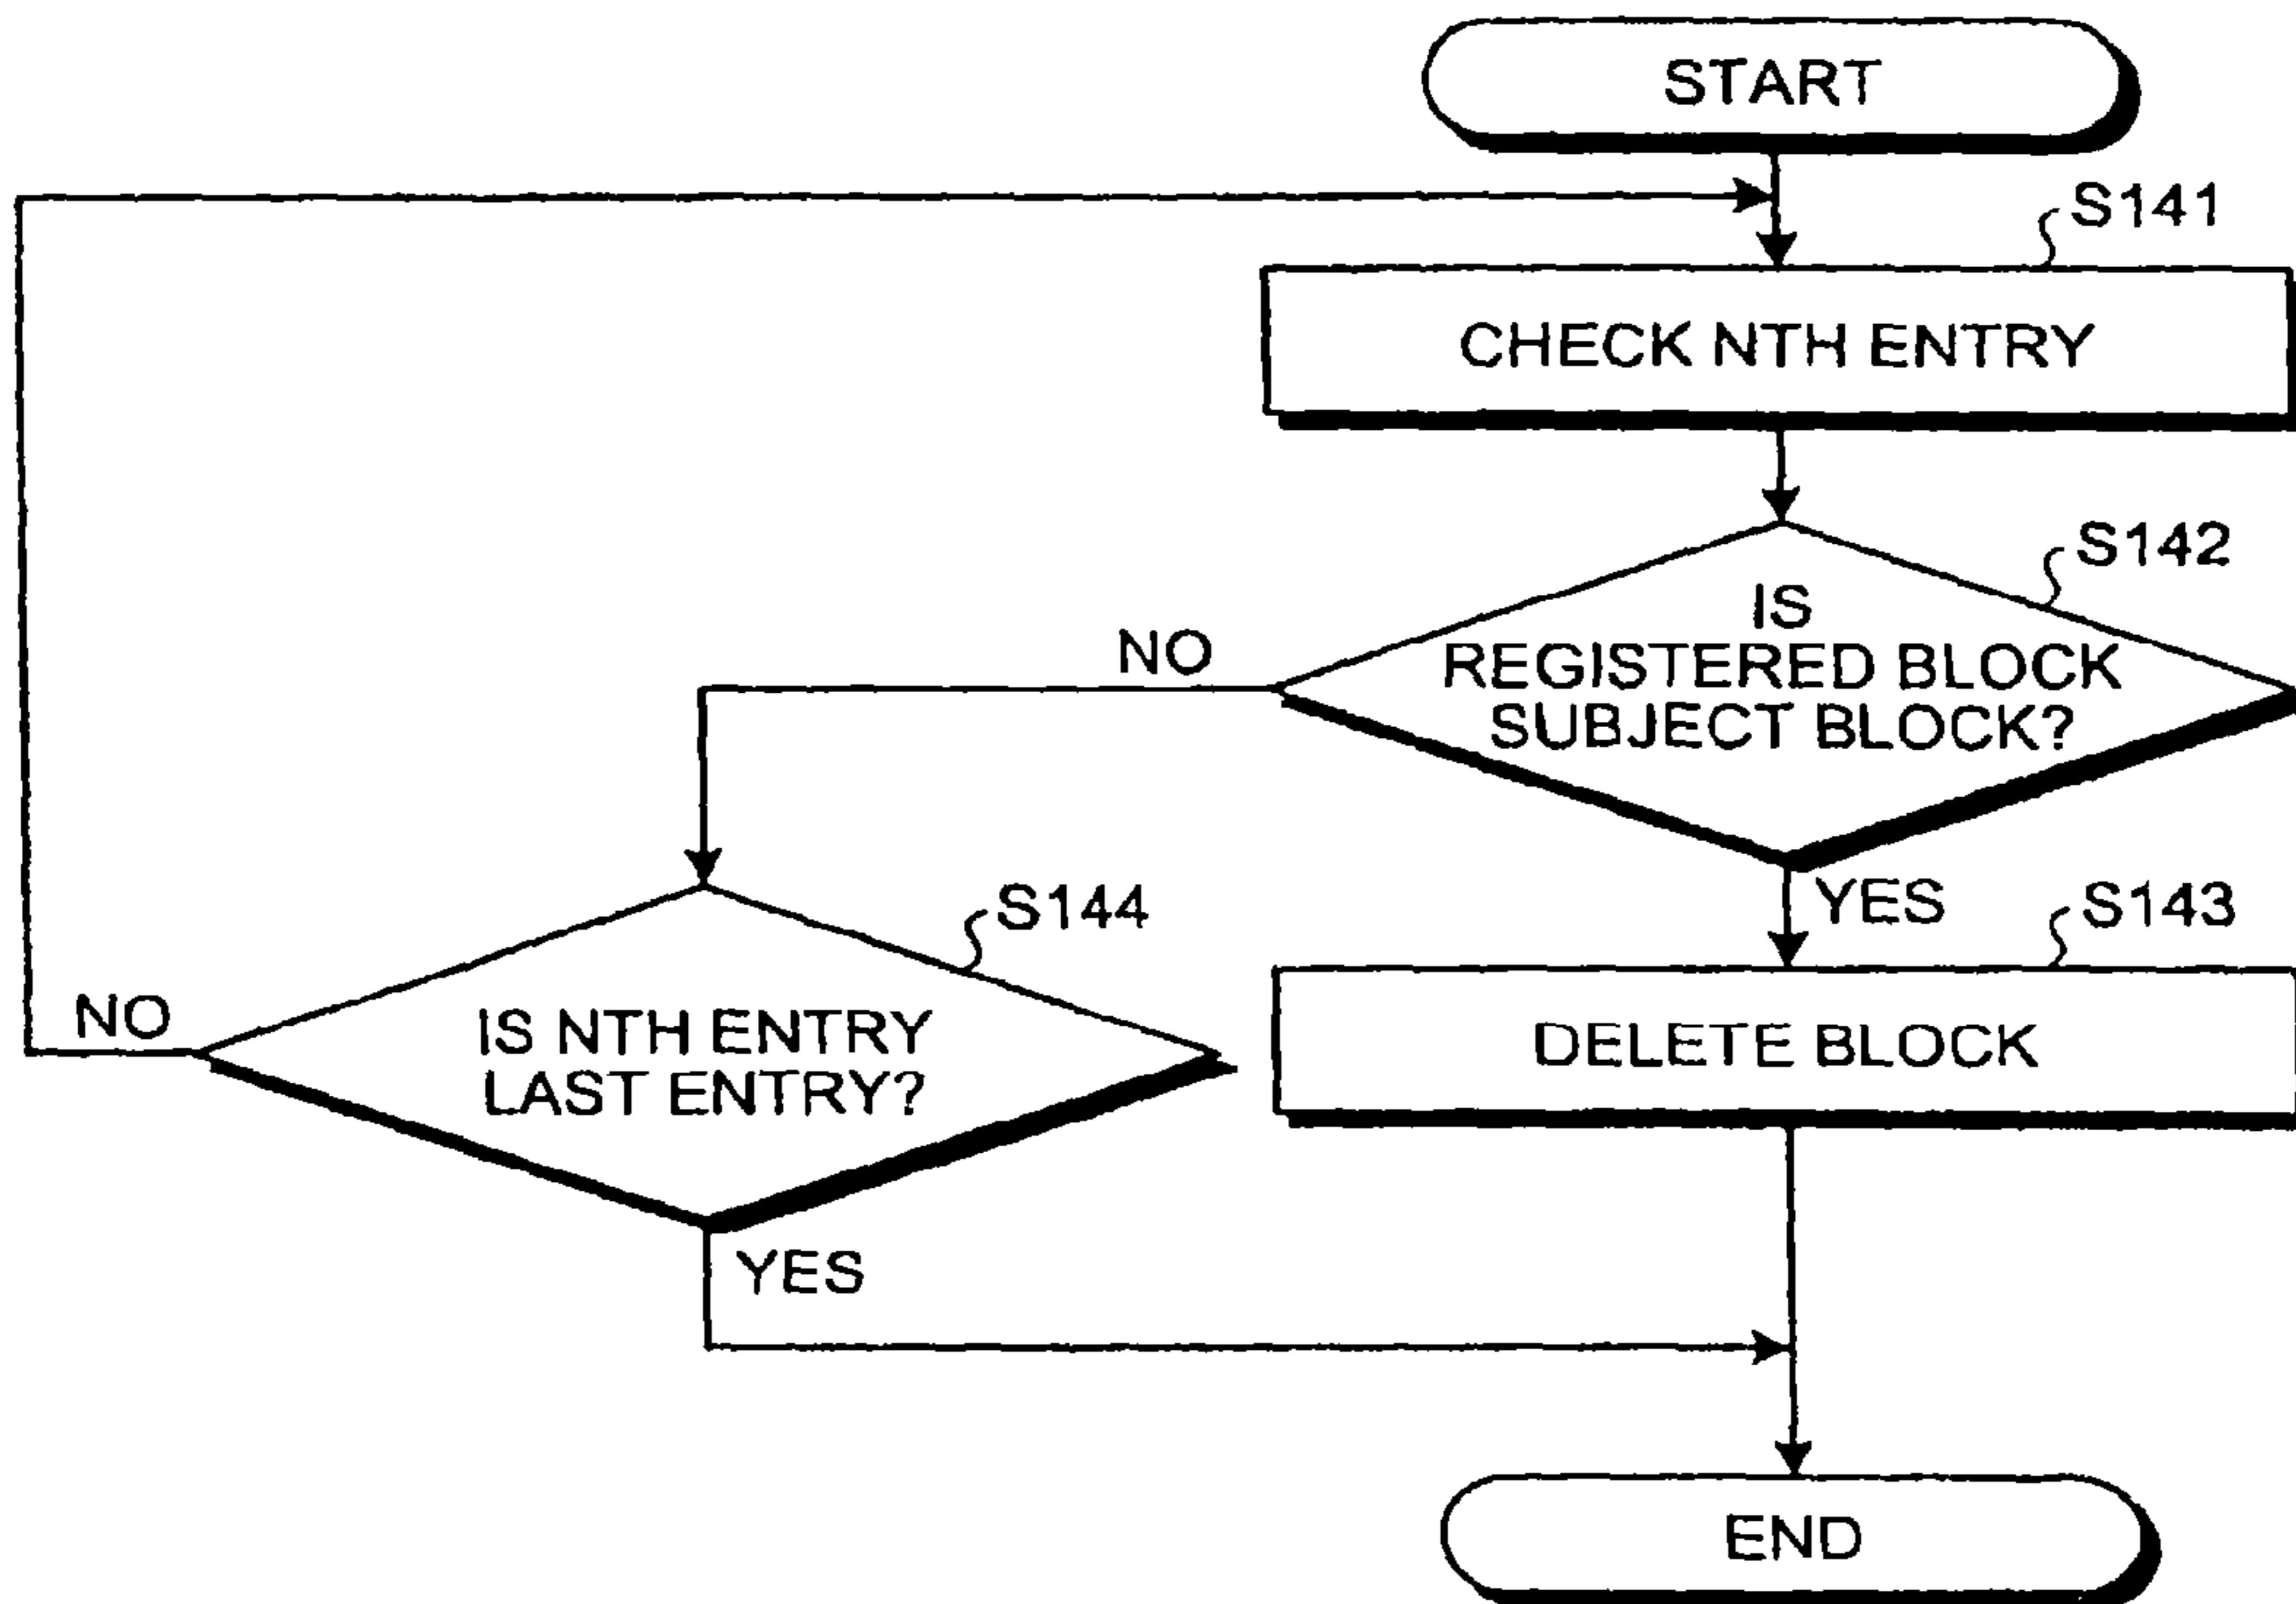 START
S141
CHECK NTH ENTRY
S142
IS
REGISTERED BLOCK
SUBJECT BLOCK?
NO
YES
S143
DELETE BLOCK
S144
IS NTH ENTRY
LAST ENTRY?
NO
YES
END